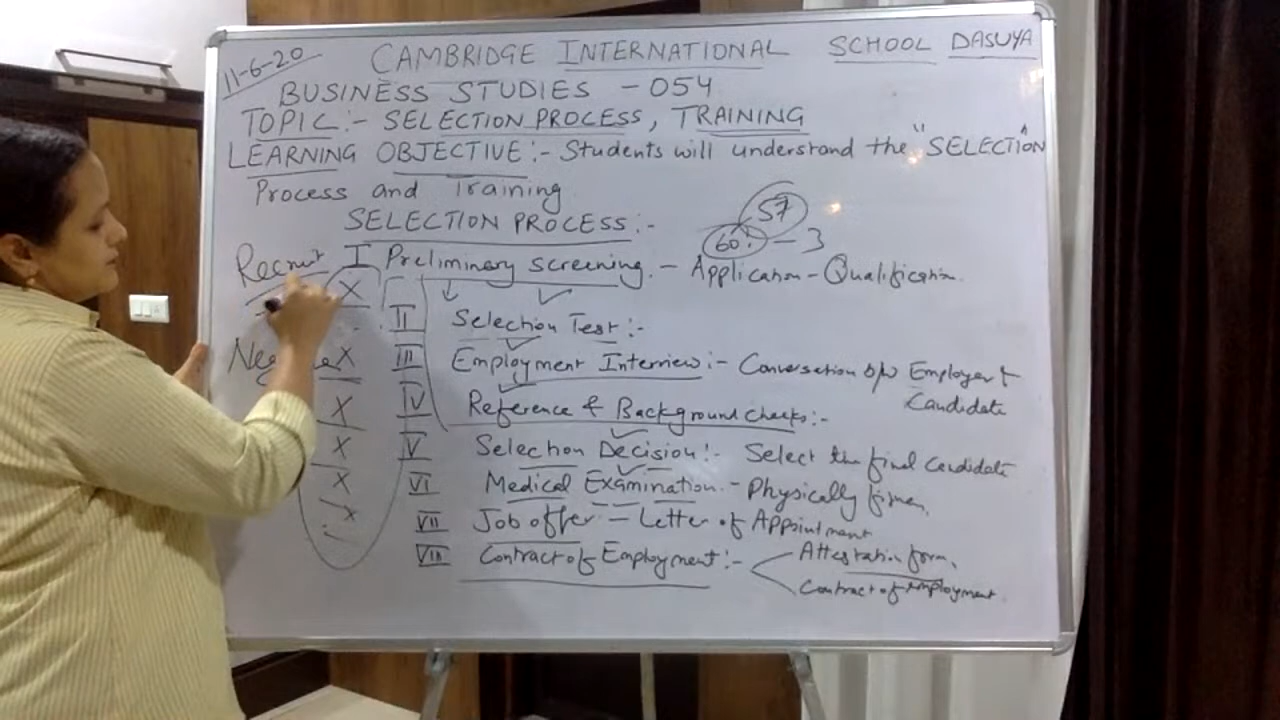 11-6-20
CAMBRIDGE INTERNATIONAL SCHOOL DASUYA
BUSINESS STUDIES - 054
TOPIC:- SELECTION PROCESS, TRAINING
LEARNING OBJECTIVE:- Students will understand the "SELECTION"
Process and Training
SELECTION PROCESS:-
57
60% - 3
Recruit I Preliminary screening. - Application - Qualification.
X
II Selection Test:-
X III Employment Interview:- Conversation b/w Employer &
Candidate
X IV Reference & Background checks:-
X V Selection Decision:- Select the final Candidate
X VI Medical Examination. - Physically
X VII Job offer - Letter of Appointment
VIII Contract of Employment:- Attestation form,
Contract of employment.